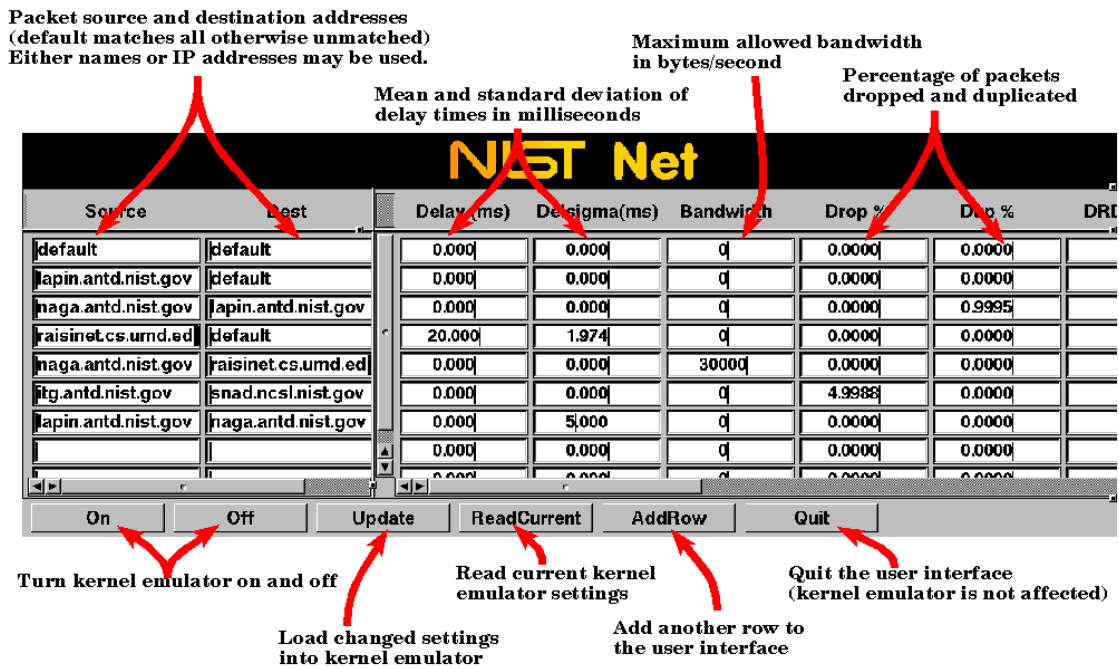 Packet source and destination addresses
(default matches all otherwise unmatched)
Either names or IP addresses may be used.
Maximum allowed bandwidth
in bytes/second
Percentage of packets
dropped and duplicated
Mean and standard deviation of
delay times in milliseconds
NIST Net
Source Dest Delay (ms) Delsigma(ms) Bandwidth Drop % Dup % DRD
default default 0.000 0.000 0 0.0000 0.0000
lapin.antd.nist.gov default 0.000 0.000 0 0.0000 0.0000
naga.antd.nist.gov lapin.antd.nist.gov 0.000 0.000 0 0.0000 0.9995
raisinet.cs.umd.ed default 20.000 1.974 0 0.0000 0.0000
naga.antd.nist.gov raisinet.cs.umd.ed 0.000 0.000 30000 0.0000 0.0000
itg.antd.nist.gov snad.ncsl.nist.gov 0.000 0.000 0 4.9988 0.0000
lapin.antd.nist.gov naga.antd.nist.gov 0.000 5.000 0 0.0000 0.0000
0.000 0.000 0 0.0000 0.0000
On Off Update ReadCurrent AddRow Quit
Turn kernel emulator on and off
Read current kernel
emulator settings
Quit the user interface
(kernel emulator is not affected)
Load changed settings
into kernel emulator
Add another row to
the user interface